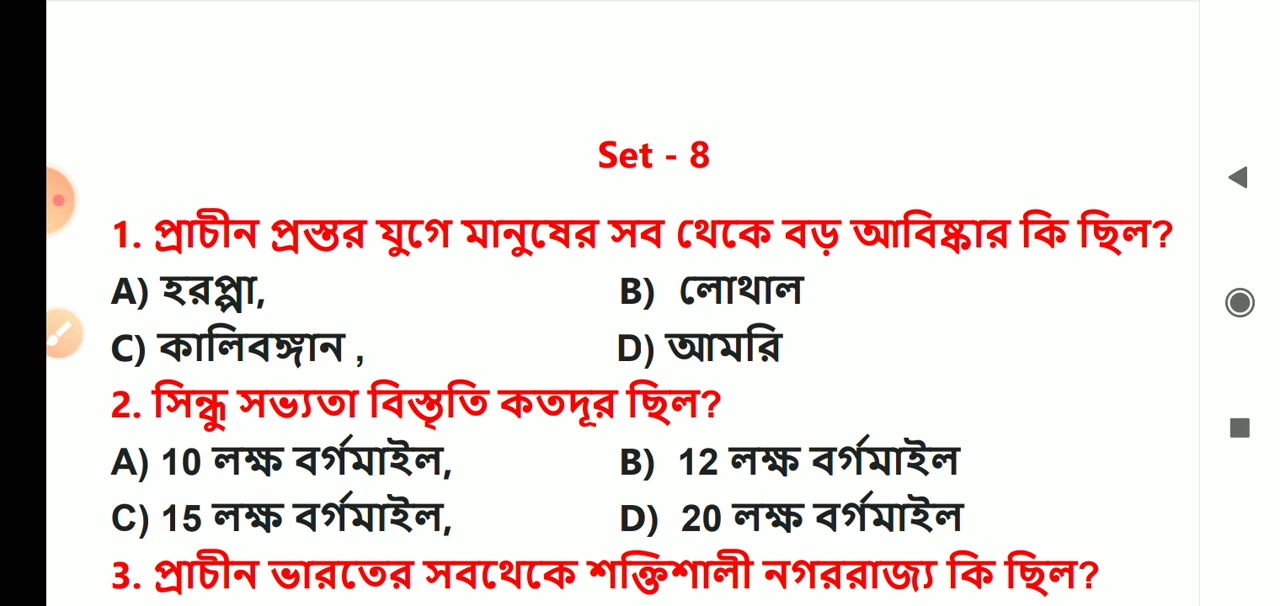 Set - 8
1. প্রাচীন প্রস্তর যুগে মানুষের সব থেকে বড় আবিষ্কার কি ছিল?
A) হরপ্পা, B) লোথাল
C) কালিবঙ্গান , D) আমরি
2. সিন্ধু সভ্যতা বিস্তৃতি কতদূর ছিল?
A) 10 লক্ষ বর্গমাইল, B) 12 লক্ষ বর্গমাইল
C) 15 লক্ষ বর্গমাইল, D) 20 লক্ষ বর্গমাইল
3. প্রাচীন ভারতের সবথেকে শক্তিশালী নগররাজ্য কি ছিল?